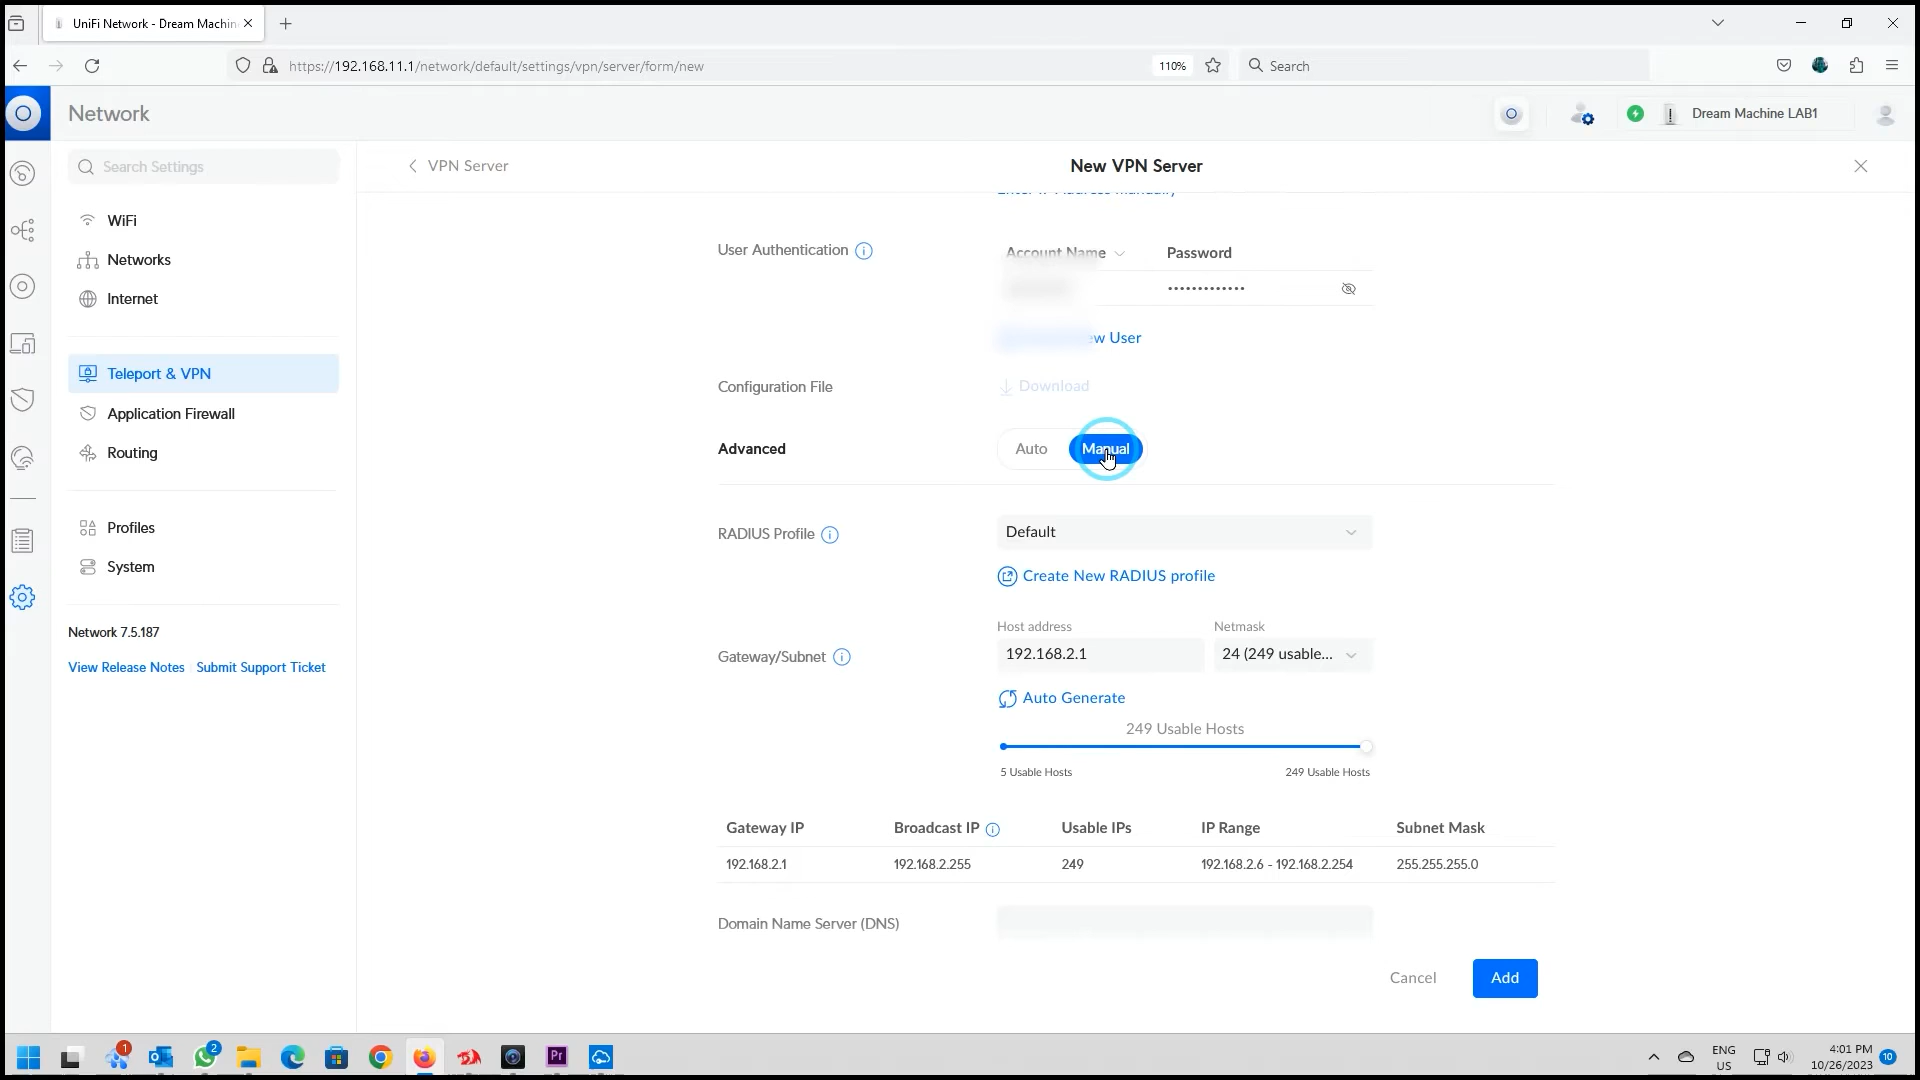 UniFi Network - Dream Machin
https://192.168.11.1/network/default/settings/vpn/server/form/new
110%
Search
Network
Dream Machine LAB1
Search Settings
VPN Server
New VPN Server
WiFi
Networks
Internet
Teleport & VPN
Application Firewall
Routing
Profiles
System
Network 7.5.187
View Release Notes Submit Support Ticket
User Authentication
Account Name Password
•••••••••••••
ew User
Configuration File
Download
Advanced
Auto Manual
RADIUS Profile
Default
Create New RADIUS profile
Host address Netmask
Gateway/Subnet
192.168.2.1 24 (249 usable...
Auto Generate
249 Usable Hosts
5 Usable Hosts 249 Usable Hosts
Gateway IP Broadcast IP Usable IPs IP Range Subnet Mask
192.168.2.1 192.168.2.255 249 192.168.2.6 - 192.168.2.254 255.255.255.0
Domain Name Server (DNS)
Cancel Add
1
2
Pr
ENG
US
4:01 PM
10/26/2023
10